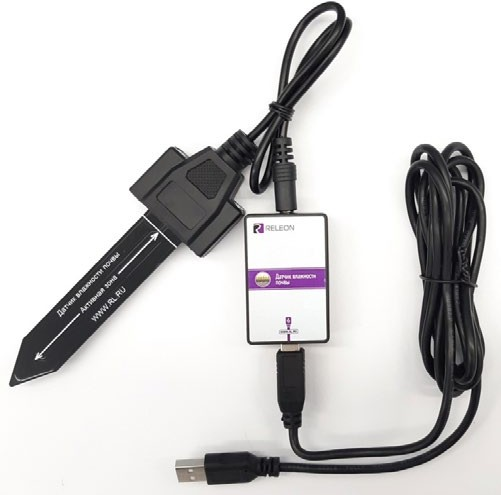 Датчик влажности почвы
Активная зона
WWW.RL.RU
RELEON
Датчик влажности
почвы